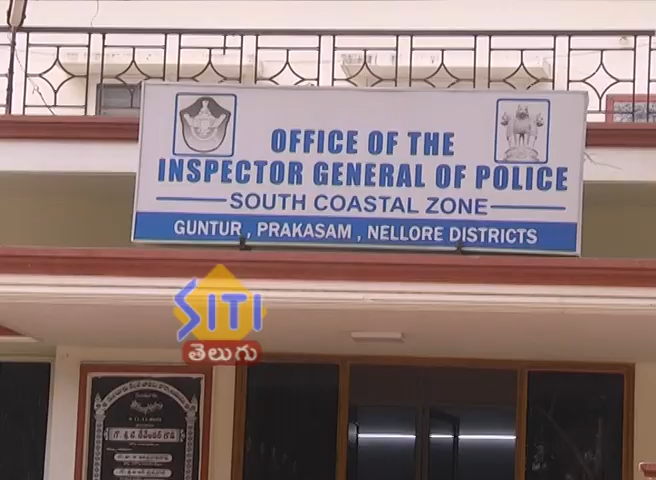 OFFICE OF THE
INSPECTOR GENERAL OF POLICE
SOUTH COASTAL ZONE
GUNTUR , PRAKASAM , NELLORE DISTRICTS
SITI
తెలుగు